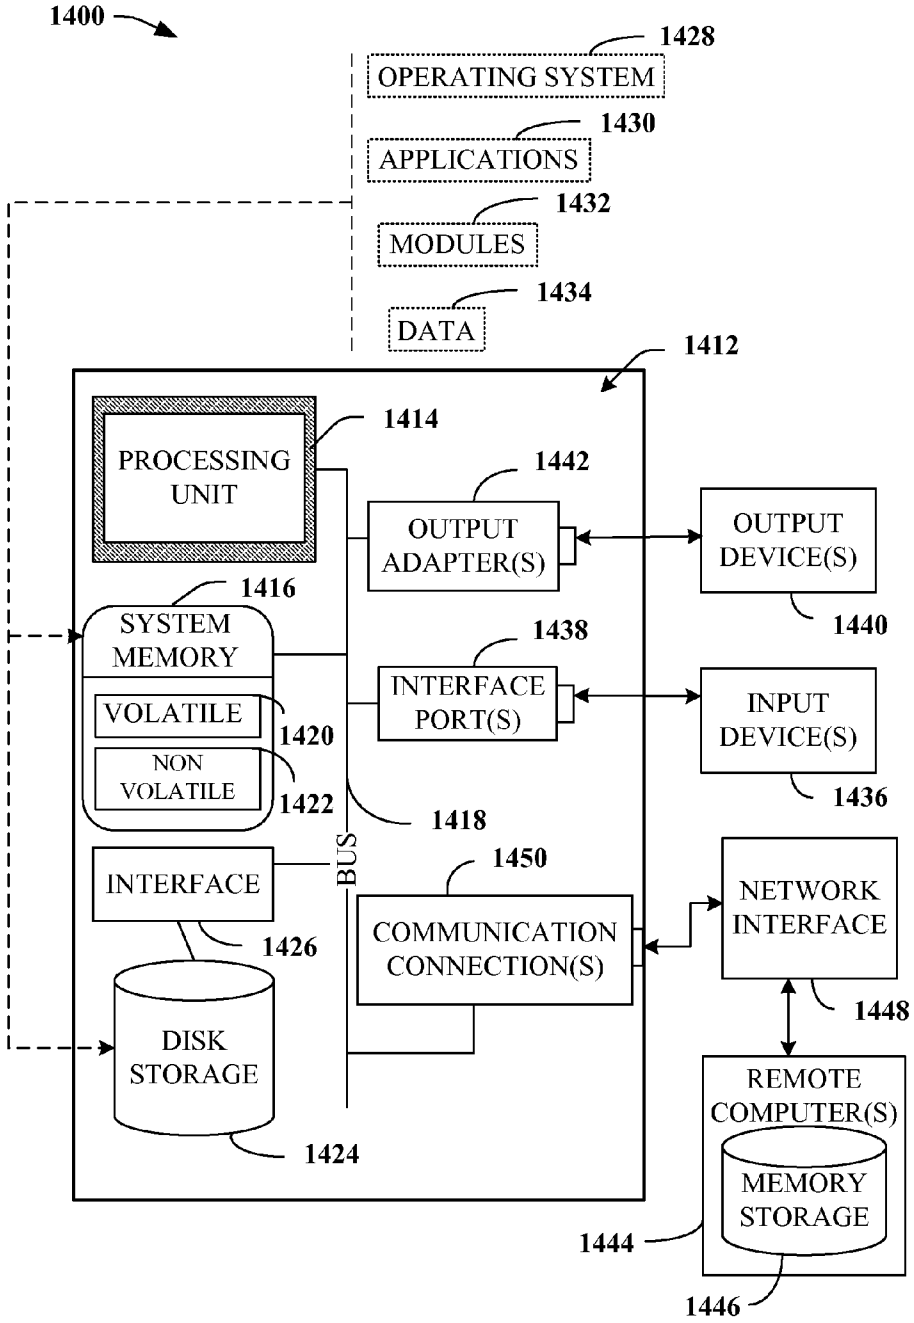 1400
1428
OPERATING SYSTEM
1430
APPLICATIONS
1432
MODULES
1434
DATA
1412
1414
PROCESSING
UNIT
1442
OUTPUT
ADAPTER(S)
OUTPUT
DEVICE(S)
1440
1416
SYSTEM
MEMORY
VOLATILE
1420
NON
VOLATILE
1422
1438
INTERFACE
PORT(S)
INPUT
DEVICE(S)
1436
1418
BUS
INTERFACE
1426
1450
COMMUNICATION
CONNECTION(S)
NETWORK
INTERFACE
1448
DISK
STORAGE
1424
REMOTE
COMPUTER(S)
MEMORY
STORAGE
1444
1446